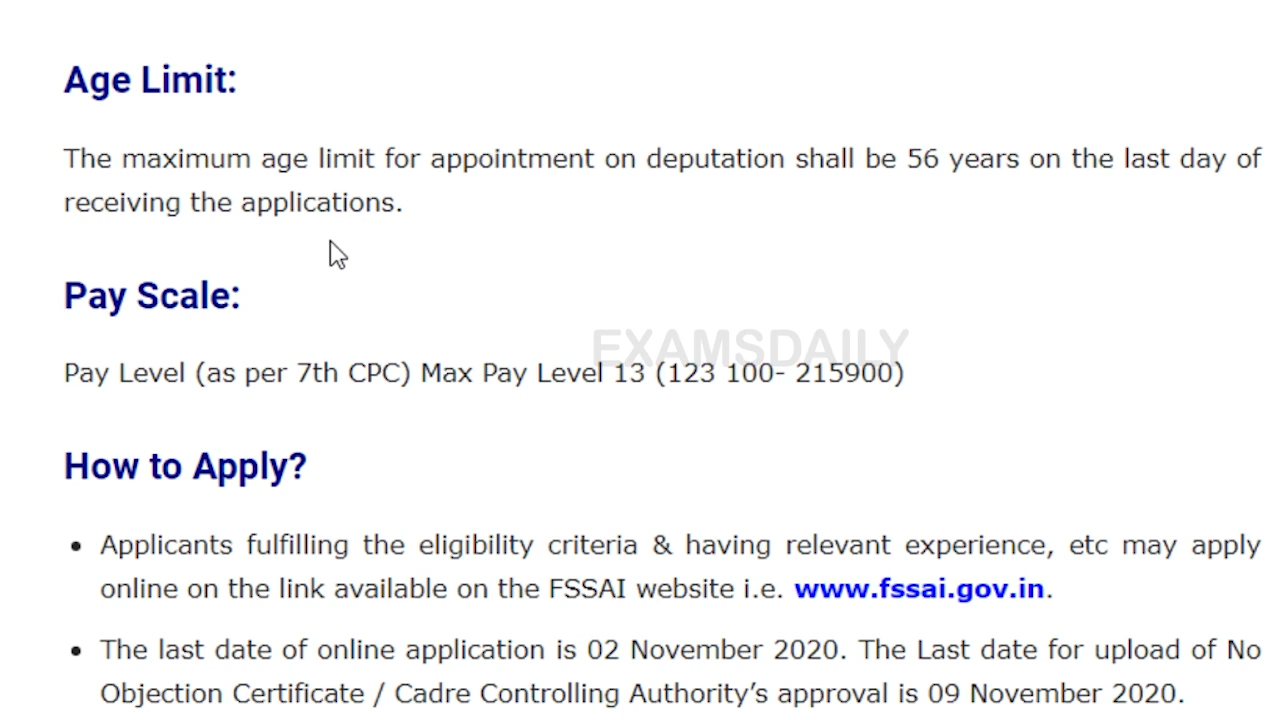 Age Limit:
The maximum age limit for appointment on deputation shall be 56 years on the last day of
receiving the applications.
Pay Scale:
EXAMSDAILY
Pay Level (as per 7th CPC) Max Pay Level 13 (123 100- 215900)
How to Apply?
• Applicants fulfilling the eligibility criteria & having relevant experience, etc may apply
online on the link available on the FSSAI website i.e. www.fssai.gov.in.
• The last date of online application is 02 November 2020. The Last date for upload of No
Objection Certificate / Cadre Controlling Authority’s approval is 09 November 2020.